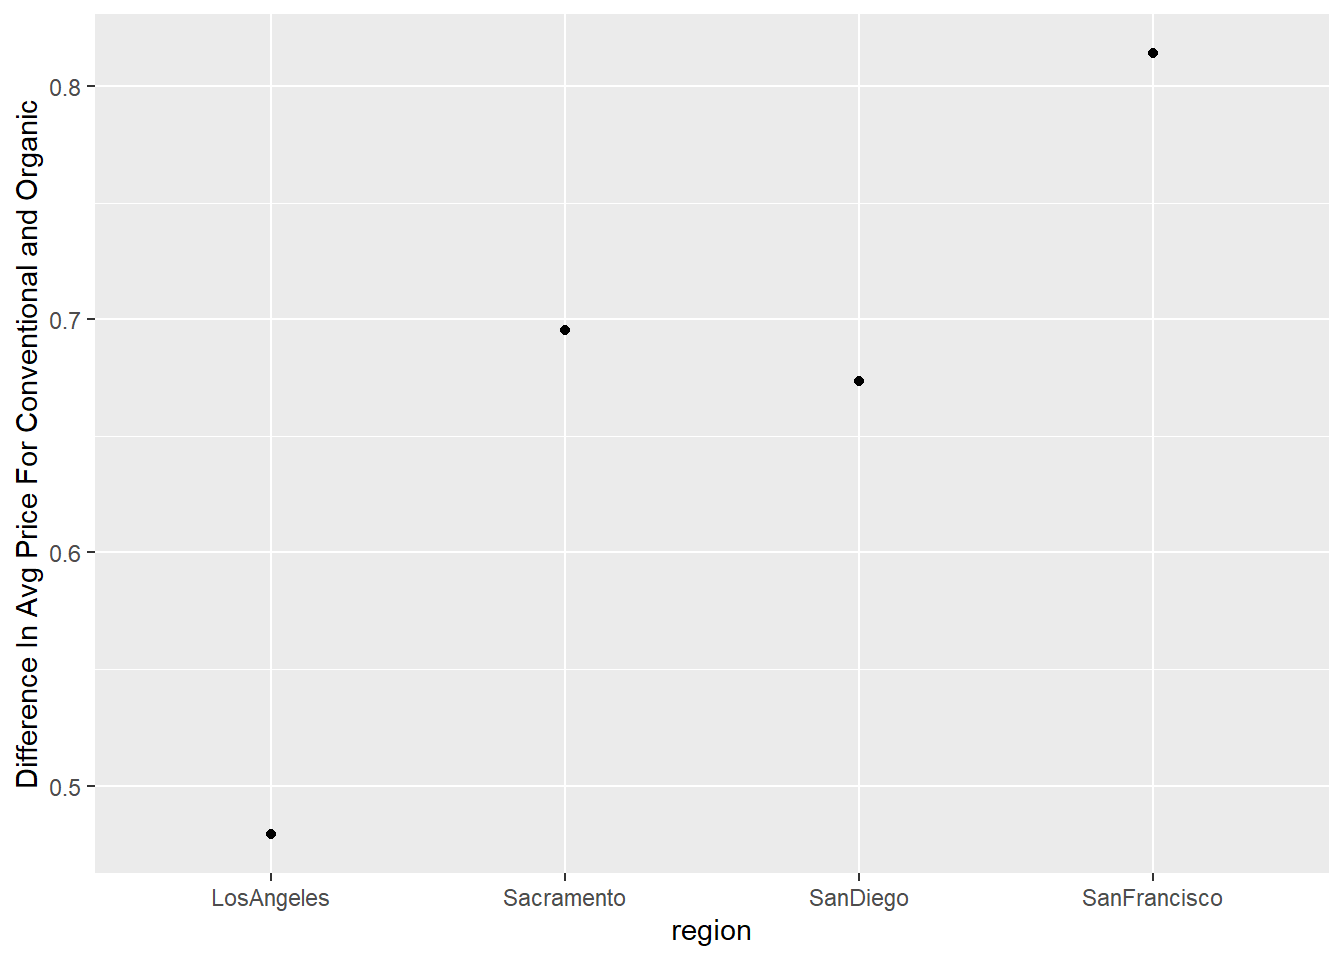 Difference In Avg Price For Conventional and Organic
0.8
0.7
0.6
0.5
LosAngeles
Sacramento
SanDiego
SanFrancisco
region